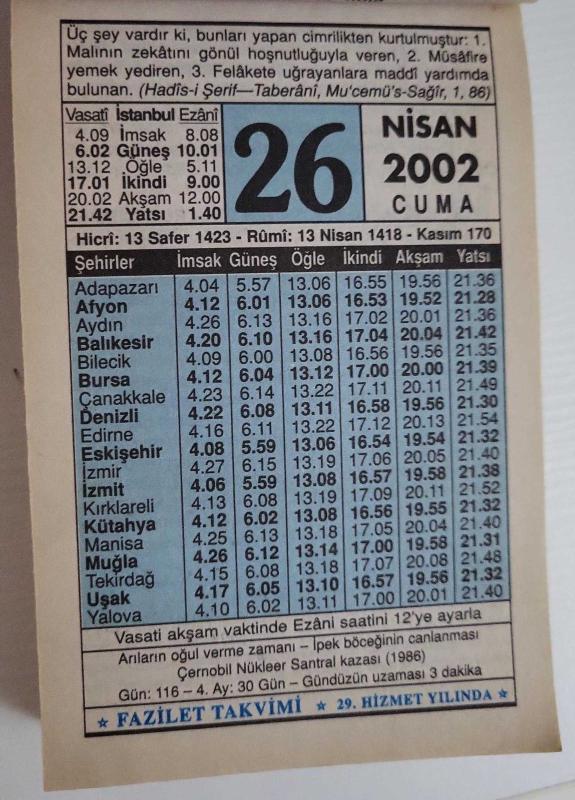 Üç şey vardır ki, bunları yapan cimrilikten kurtulmuştur: 1.
Malının zekâtını gönül hoşnutluğuyla veren, 2. Müsâfire
yemek yediren, 3. Felâkete uğrayanlara maddî yardımda
bulunan. (Hadîs-i Şerif—Taberânî, Mu'cemü's-Sağîr, 1, 86)
Vasatî İstanbul Ezânî
4.09 İmsak 8.08
6.02 Güneş 10.01
13.12 Öğle 5.11
17.01 İkindi 9.00
20.02 Akşam 12.00
21.42 Yatsı 1.40
26
NİSAN
2002
CUMA
Hicrî: 13 Safer 1423 - Rûmî: 13 Nisan 1418 - Kasım 170
Şehirler İmsak Güneş Öğle İkindi Akşam Yatsı
Adapazarı 4.04 5.57 13.06 16.55 19.56 21.36
Afyon 4.12 6.01 13.06 16.53 19.52 21.28
Aydın 4.26 6.13 13.16 17.02 20.01 21.36
Balıkesir 4.20 6.10 13.16 17.04 20.04 21.42
Bilecik 4.09 6.00 13.08 16.56 19.56 21.35
Bursa 4.12 6.04 13.12 17.00 20.00 21.39
Çanakkale 4.23 6.14 13.22 17.11 20.11 21.49
Denizli 4.22 6.08 13.11 16.58 19.56 21.30
Edirne 4.16 6.11 13.22 17.12 20.13 21.54
Eskişehir 4.08 5.59 13.06 16.54 19.54 21.32
İzmir 4.27 6.15 13.19 17.06 20.05 21.40
İzmit 4.06 5.59 13.08 16.57 19.58 21.38
Kırklareli 4.13 6.08 13.19 17.09 20.11 21.52
Kütahya 4.12 6.02 13.08 16.56 19.55 21.32
Manisa 4.25 6.13 13.18 17.05 20.04 21.40
Muğla 4.26 6.12 13.14 17.00 19.58 21.31
Tekirdağ 4.15 6.08 13.18 17.07 20.08 21.48
Uşak 4.17 6.05 13.10 16.57 19.56 21.32
Yalova 4.10 6.02 13.11 17.00 20.01 21.40
Vasati akşam vaktinde Ezâni saatini 12'ye ayarla
Arıların oğul verme zamanı – İpek böceğinin canlanması
Çernobil Nükleer Santral kazası (1986)
Gün: 116 – 4. Ay: 30 Gün – Gündüzün uzaması 3 dakika
★ FAZİLET TAKVİMİ ★ 29. HİZMET YILINDA ★